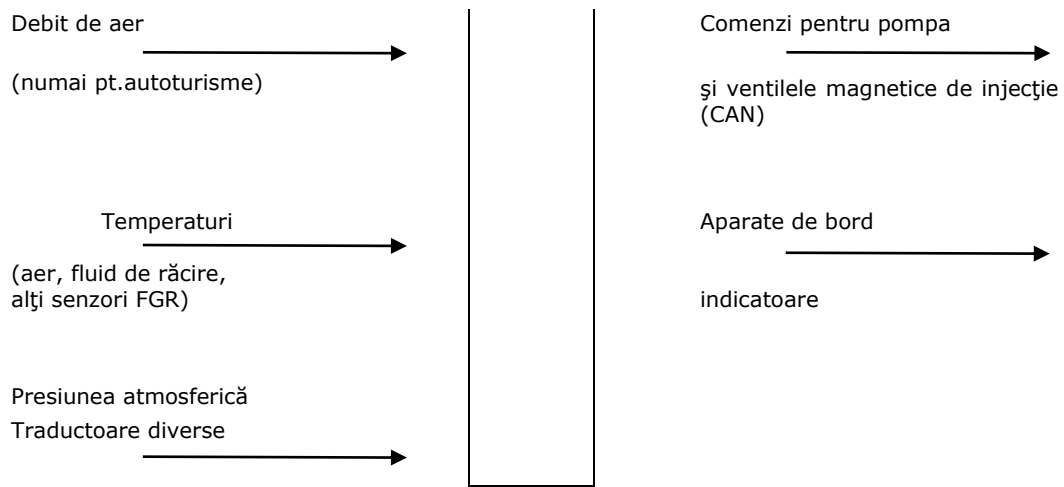 Debit de aer
(numai pt.autoturisme)
Temperaturi
(aer, fluid de răcire,
alţi senzori FGR)
Presiunea atmosferică
Traductoare diverse
Comenzi pentru pompa
şi ventilele magnetice de injecţie
(CAN)
Aparate de bord
indicatoare